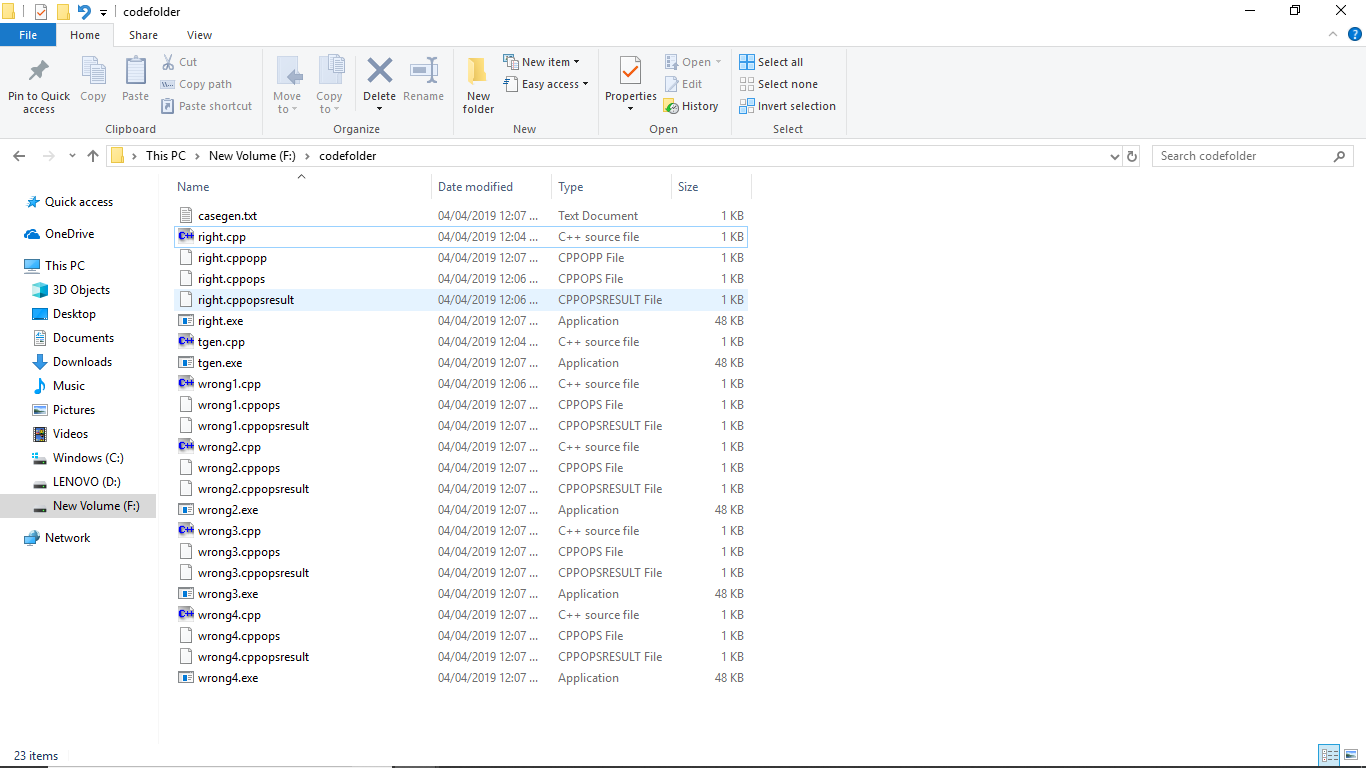 codefolder
File Home Share View
Pin to Quick access
Copy
Paste
Cut
Copy path
Paste shortcut
Clipboard
Move to
Copy to
Delete
Rename
Organize
New folder
New item
Easy access
New
Properties
Open
Edit
History
Open
Select all
Select none
Invert selection
Select
This PC New Volume (F:) codefolder
Search codefolder
Quick access
OneDrive
This PC
3D Objects
Desktop
Documents
Downloads
Music
Pictures
Videos
Windows (C:)
LENOVO (D:)
New Volume (F:)
Network
Name Date modified Type Size
casegen.txt 04/04/2019 12:07 ... Text Document 1 KB
right.cpp 04/04/2019 12:04 ... C++ source file 1 KB
right.cppopp 04/04/2019 12:07 ... CPPOPP File 1 KB
right.cppops 04/04/2019 12:06 ... CPPOPS File 1 KB
right.cppopsresult 04/04/2019 12:06 ... CPPOPSRESULT File 1 KB
right.exe 04/04/2019 12:07 ... Application 48 KB
tgen.cpp 04/04/2019 12:04 ... C++ source file 1 KB
tgen.exe 04/04/2019 12:07 ... Application 48 KB
wrong1.cpp 04/04/2019 12:06 ... C++ source file 1 KB
wrong1.cppops 04/04/2019 12:07 ... CPPOPS File 1 KB
wrong1.cppopsresult 04/04/2019 12:07 ... CPPOPSRESULT File 1 KB
wrong2.cpp 04/04/2019 12:07 ... C++ source file 1 KB
wrong2.cppops 04/04/2019 12:07 ... CPPOPS File 1 KB
wrong2.cppopsresult 04/04/2019 12:07 ... CPPOPSRESULT File 1 KB
wrong2.exe 04/04/2019 12:07 ... Application 48 KB
wrong3.cpp 04/04/2019 12:07 ... C++ source file 1 KB
wrong3.cppops 04/04/2019 12:07 ... CPPOPS File 1 KB
wrong3.cppopsresult 04/04/2019 12:07 ... CPPOPSRESULT File 1 KB
wrong3.exe 04/04/2019 12:07 ... Application 48 KB
wrong4.cpp 04/04/2019 12:07 ... C++ source file 1 KB
wrong4.cppops 04/04/2019 12:07 ... CPPOPS File 1 KB
wrong4.cppopsresult 04/04/2019 12:07 ... CPPOPSRESULT File 1 KB
wrong4.exe 04/04/2019 12:07 ... Application 48 KB
23 items